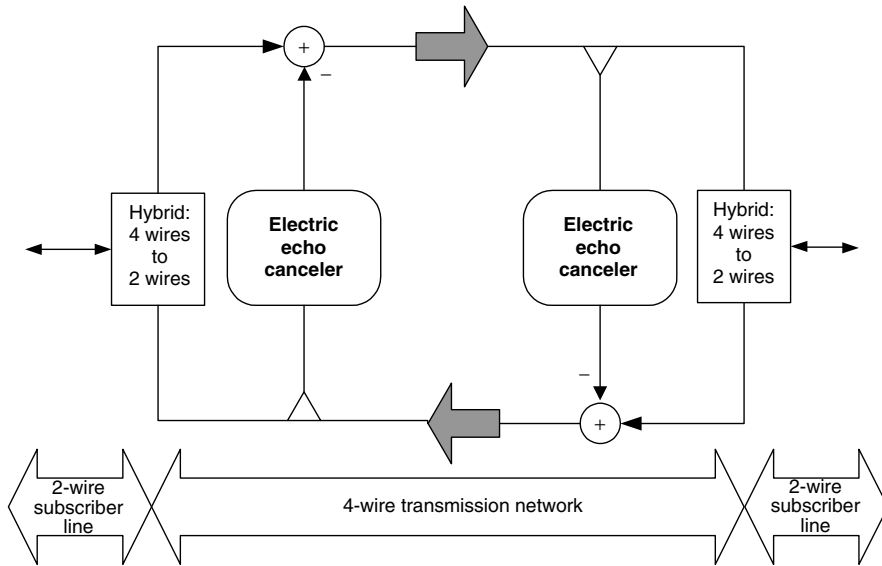 +
−
Hybrid:
4 wires
to
2 wires
Electric
echo
canceler
Electric
echo
canceler
Hybrid:
4 wires
to
2 wires
−
+
2-wire
subscriber
line
4-wire transmission network
2-wire
subscriber
line